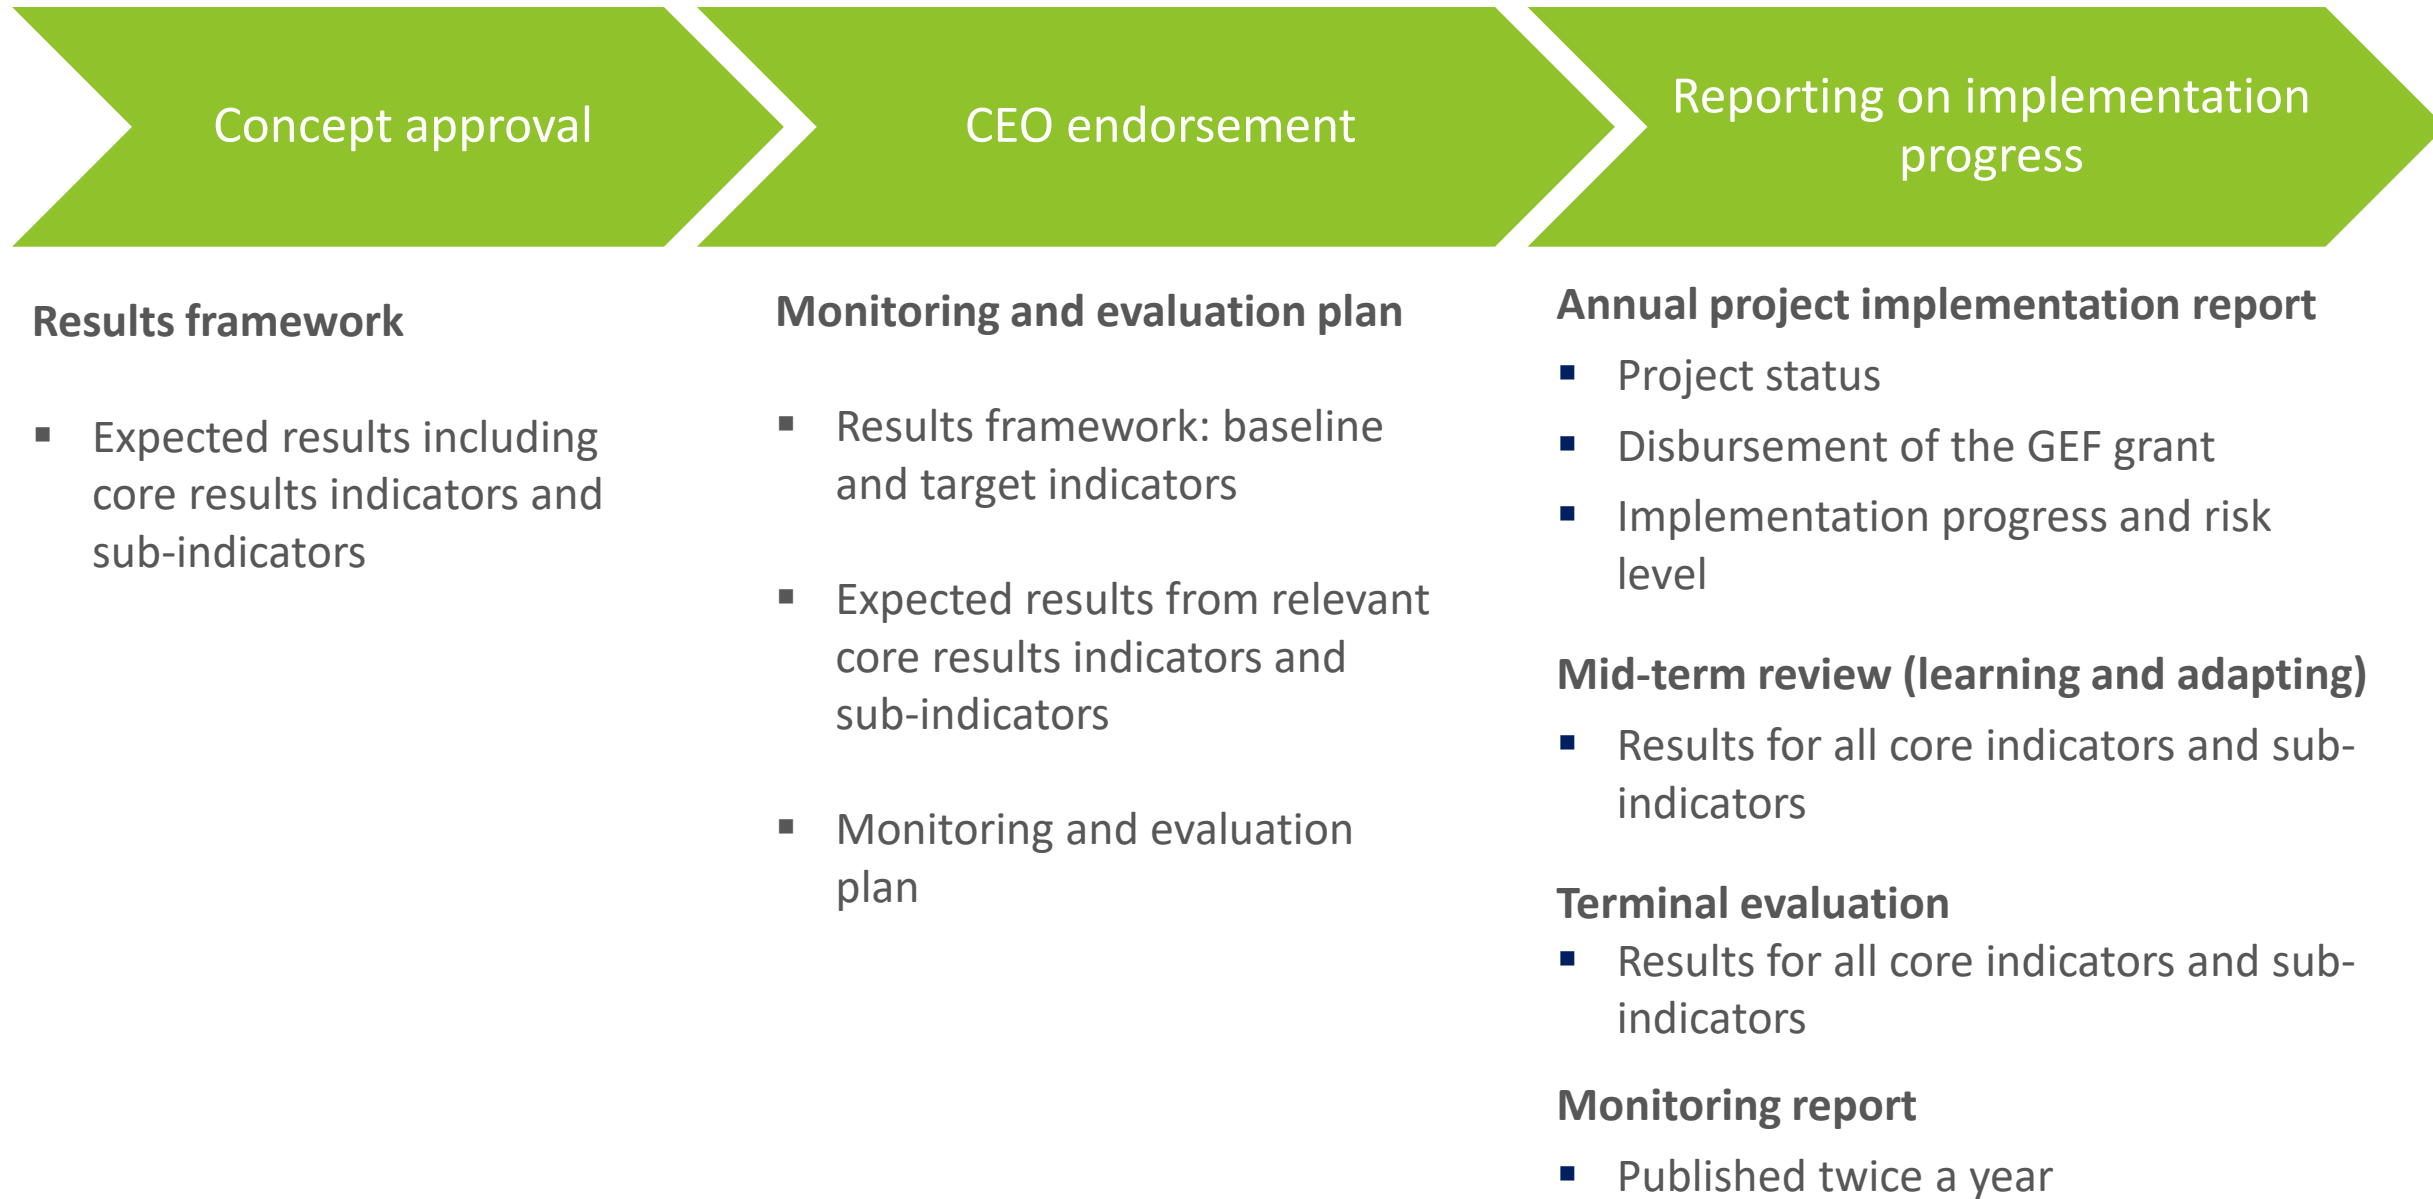 Concept approval
CEO endorsement
Reporting on implementation
progress
Results framework
▪ Expected results including
core results indicators and
sub-indicators
Monitoring and evaluation plan
▪ Results framework: baseline
and target indicators
▪ Expected results from relevant
core results indicators and
sub-indicators
▪ Monitoring and evaluation
plan
Annual project implementation report
▪ Project status
▪ Disbursement of the GEF grant
▪ Implementation progress and risk
level
Mid-term review (learning and adapting)
▪ Results for all core indicators and sub-
indicators
Terminal evaluation
▪ Results for all core indicators and sub-
indicators
Monitoring report
▪ Published twice a year